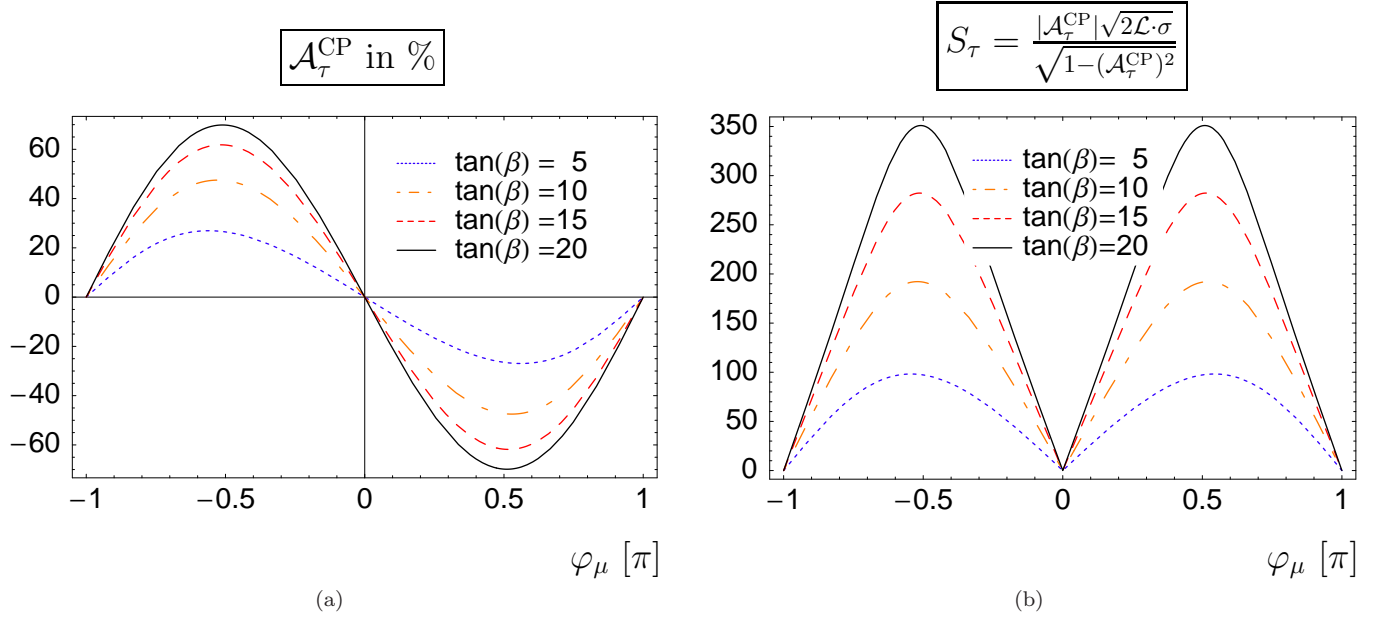 𝒜_τ^CP in %
60
40
20
0
−20
−40
−60
tan(β) = 5
tan(β) =10
tan(β) =15
tan(β) =20
−1 −0.5 0 0.5 1
φ_μ [π]
(a)
S_τ = |𝒜_τ^CP|√(2ℒ·σ) / √(1−(𝒜_τ^CP)²)
350
300
250
200
150
100
50
0
tan(β)= 5
tan(β)=10
tan(β)=15
tan(β)=20
−1 −0.5 0 0.5 1
φ_μ [π]
(b)